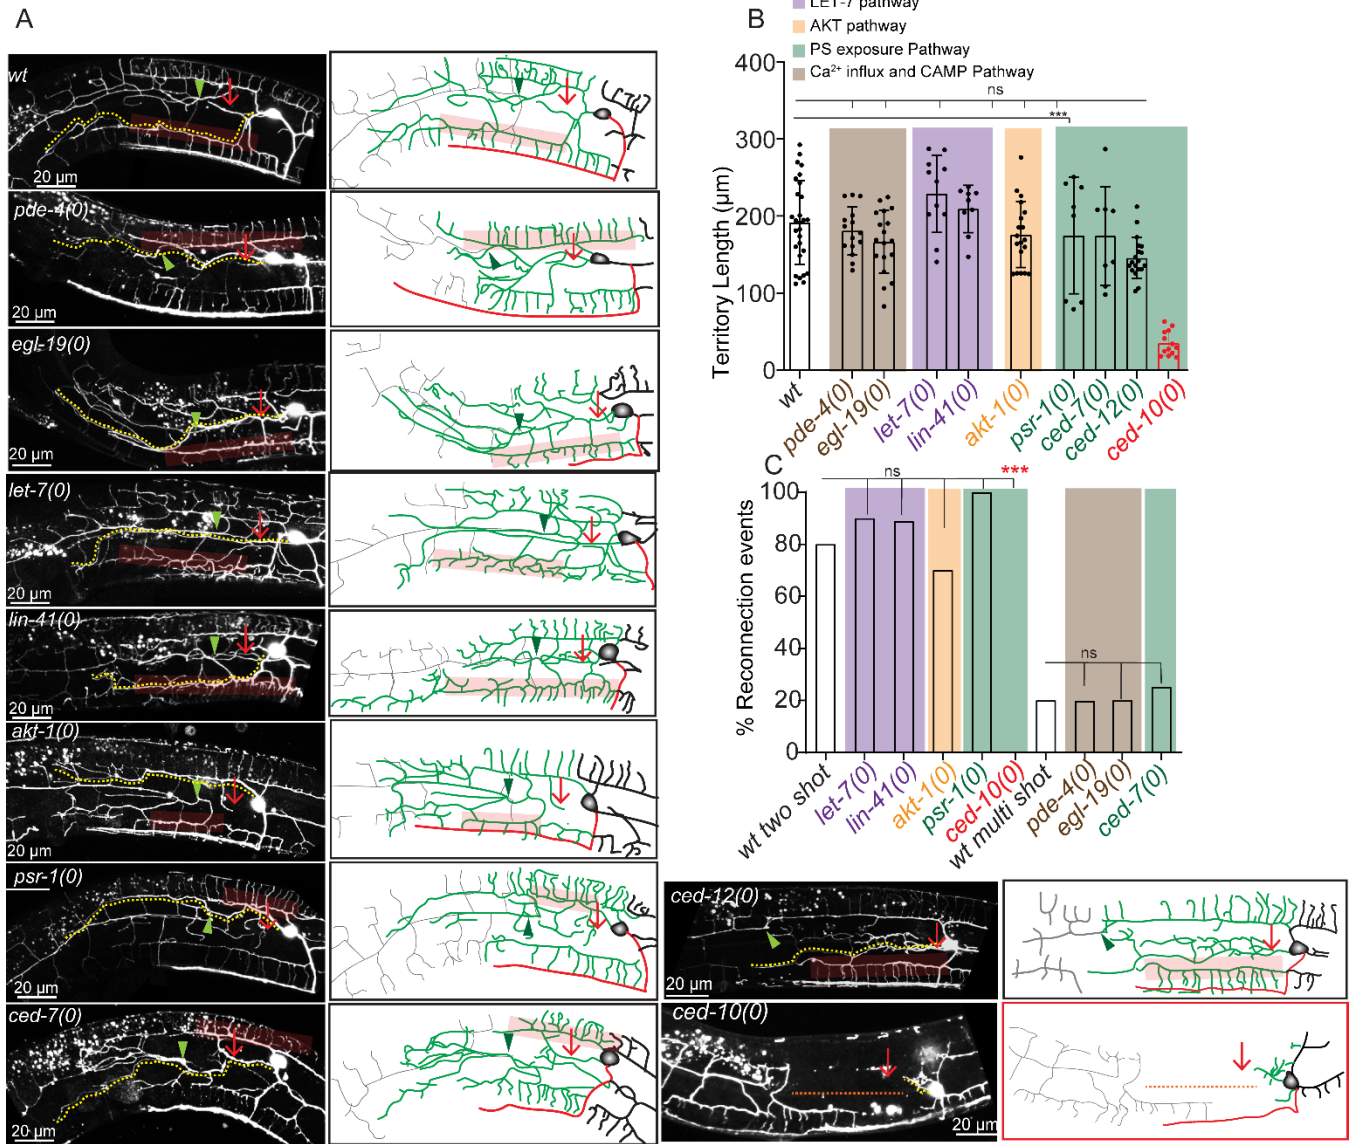 A
B
LET-7 pathway
AKT pathway
PS exposure Pathway
Ca²⁺ influx and CAMP Pathway
wt
20 µm
pde-4(0)
20 µm
egl-19(0)
20 µm
let-7(0)
20 µm
lin-41(0)
20 µm
akt-1(0)
20 µm
psr-1(0)
20 µm
ced-7(0)
20 µm
Territory Length (µm)
400
300
200
100
0
ns
***
wt
pde-4(0)
egl-19(0)
let-7(0)
lin-41(0)
akt-1(0)
psr-1(0)
ced-7(0)
ced-12(0)
ced-10(0)
C
% Reconnection events
100
80
60
40
20
0
ns
***
ns
wt two shot
let-7(0)
lin-41(0)
akt-1(0)
psr-1(0)
ced-10(0)
wt multi shot
pde-4(0)
egl-19(0)
ced-7(0)
ced-12(0)
20 µm
ced-10(0)
20 µm